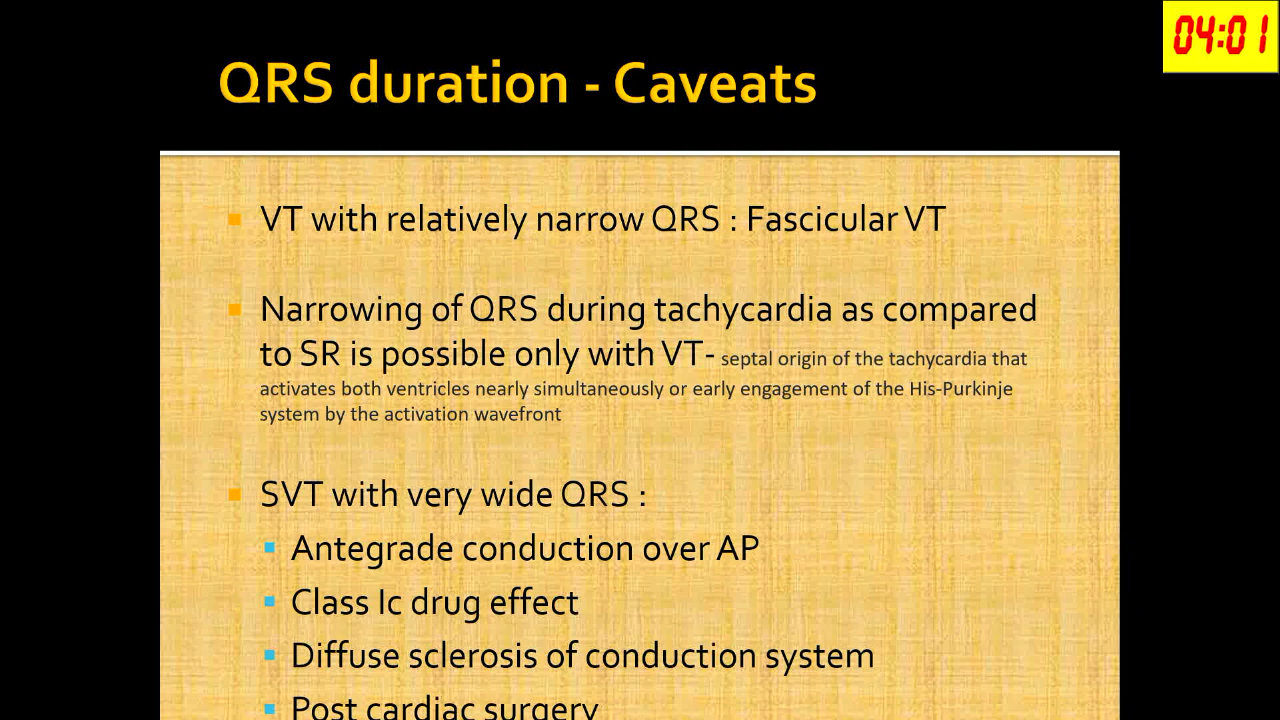 04:01
QRS duration - Caveats
VT with relatively narrow QRS : Fascicular VT
Narrowing of QRS during tachycardia as compared
to SR is possible only with VT- septal origin of the tachycardia that
activates both ventricles nearly simultaneously or early engagement of the His-Purkinje
system by the activation wavefront
SVT with very wide QRS :
Antegrade conduction over AP
Class Ic drug effect
Diffuse sclerosis of conduction system
Post cardiac surgery